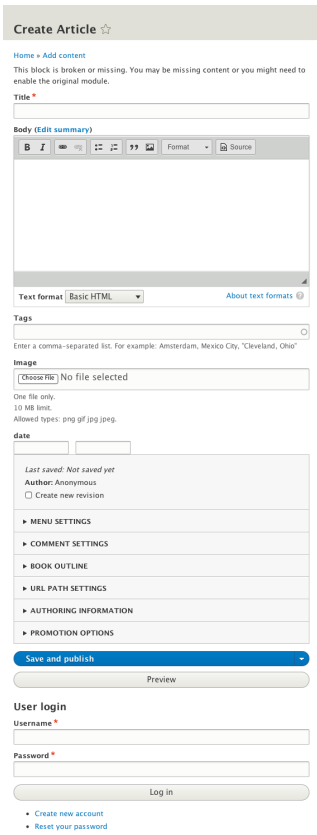 Create Article
Home » Add content
This block is broken or missing. You may be missing content or you might need to
enable the original module.
Title *
Body (Edit summary)
B I Format Source
Text format Basic HTML About text formats ?
Tags
Enter a comma-separated list. For example: Amsterdam, Mexico City, "Cleveland, Ohio"
Image
Choose File No file selected
One file only.
10 MB limit.
Allowed types: png gif jpg jpeg.
date
Last saved: Not saved yet
Author: Anonymous
Create new revision
MENU SETTINGS
COMMENT SETTINGS
BOOK OUTLINE
URL PATH SETTINGS
AUTHORING INFORMATION
PROMOTION OPTIONS
Save and publish
Preview
User login
Username *
Password *
Log in
Create new account
Reset your password